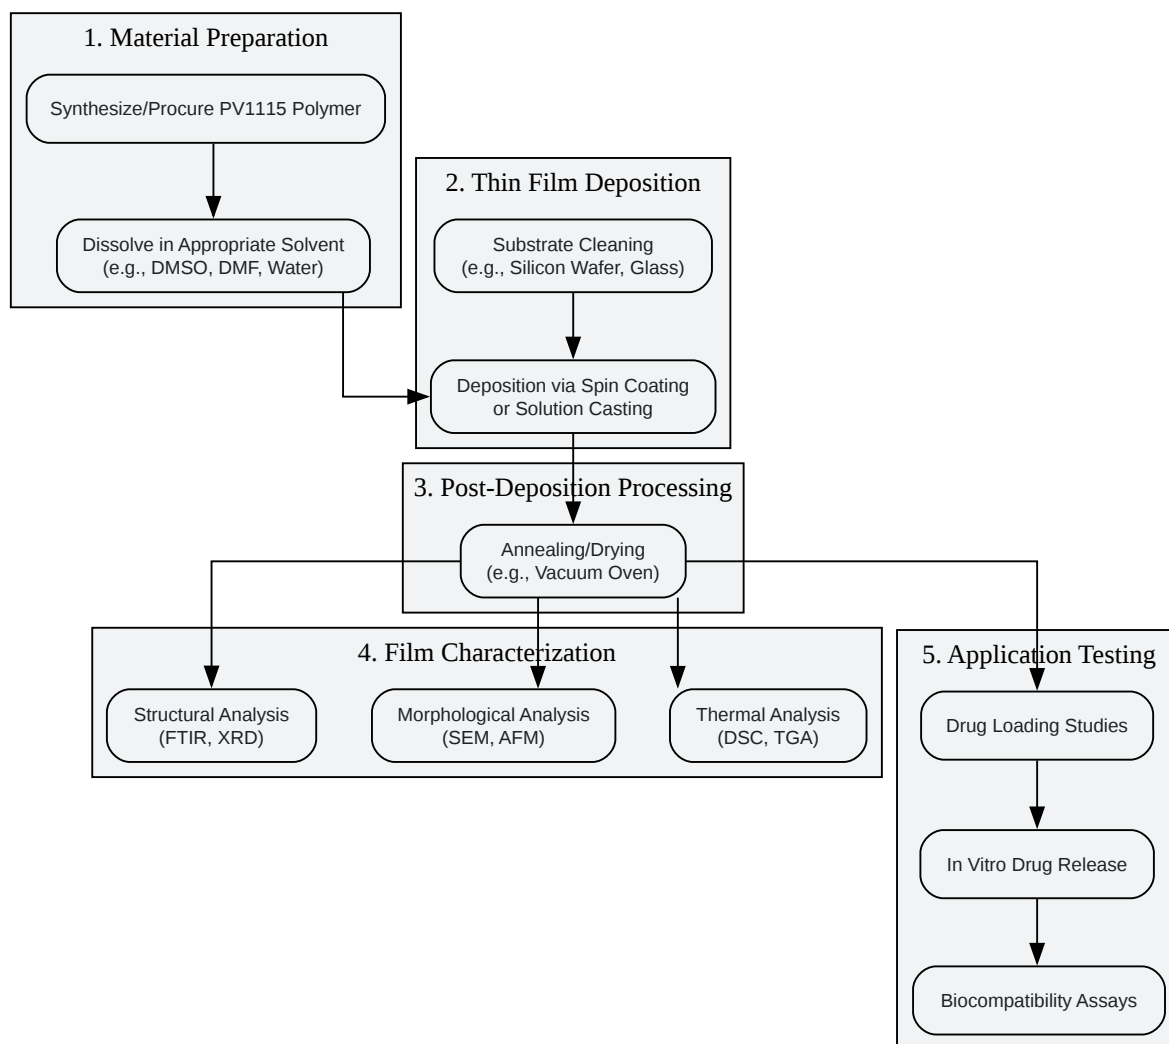 1. Material Preparation
Synthesize/Procure PV1115 Polymer
Dissolve in Appropriate Solvent
(e.g., DMSO, DMF, Water)
2. Thin Film Deposition
Substrate Cleaning
(e.g., Silicon Wafer, Glass)
Deposition via Spin Coating
or Solution Casting
3. Post-Deposition Processing
Annealing/Drying
(e.g., Vacuum Oven)
4. Film Characterization
Structural Analysis
(FTIR, XRD)
Morphological Analysis
(SEM, AFM)
Thermal Analysis
(DSC, TGA)
5. Application Testing
Drug Loading Studies
In Vitro Drug Release
Biocompatibility Assays